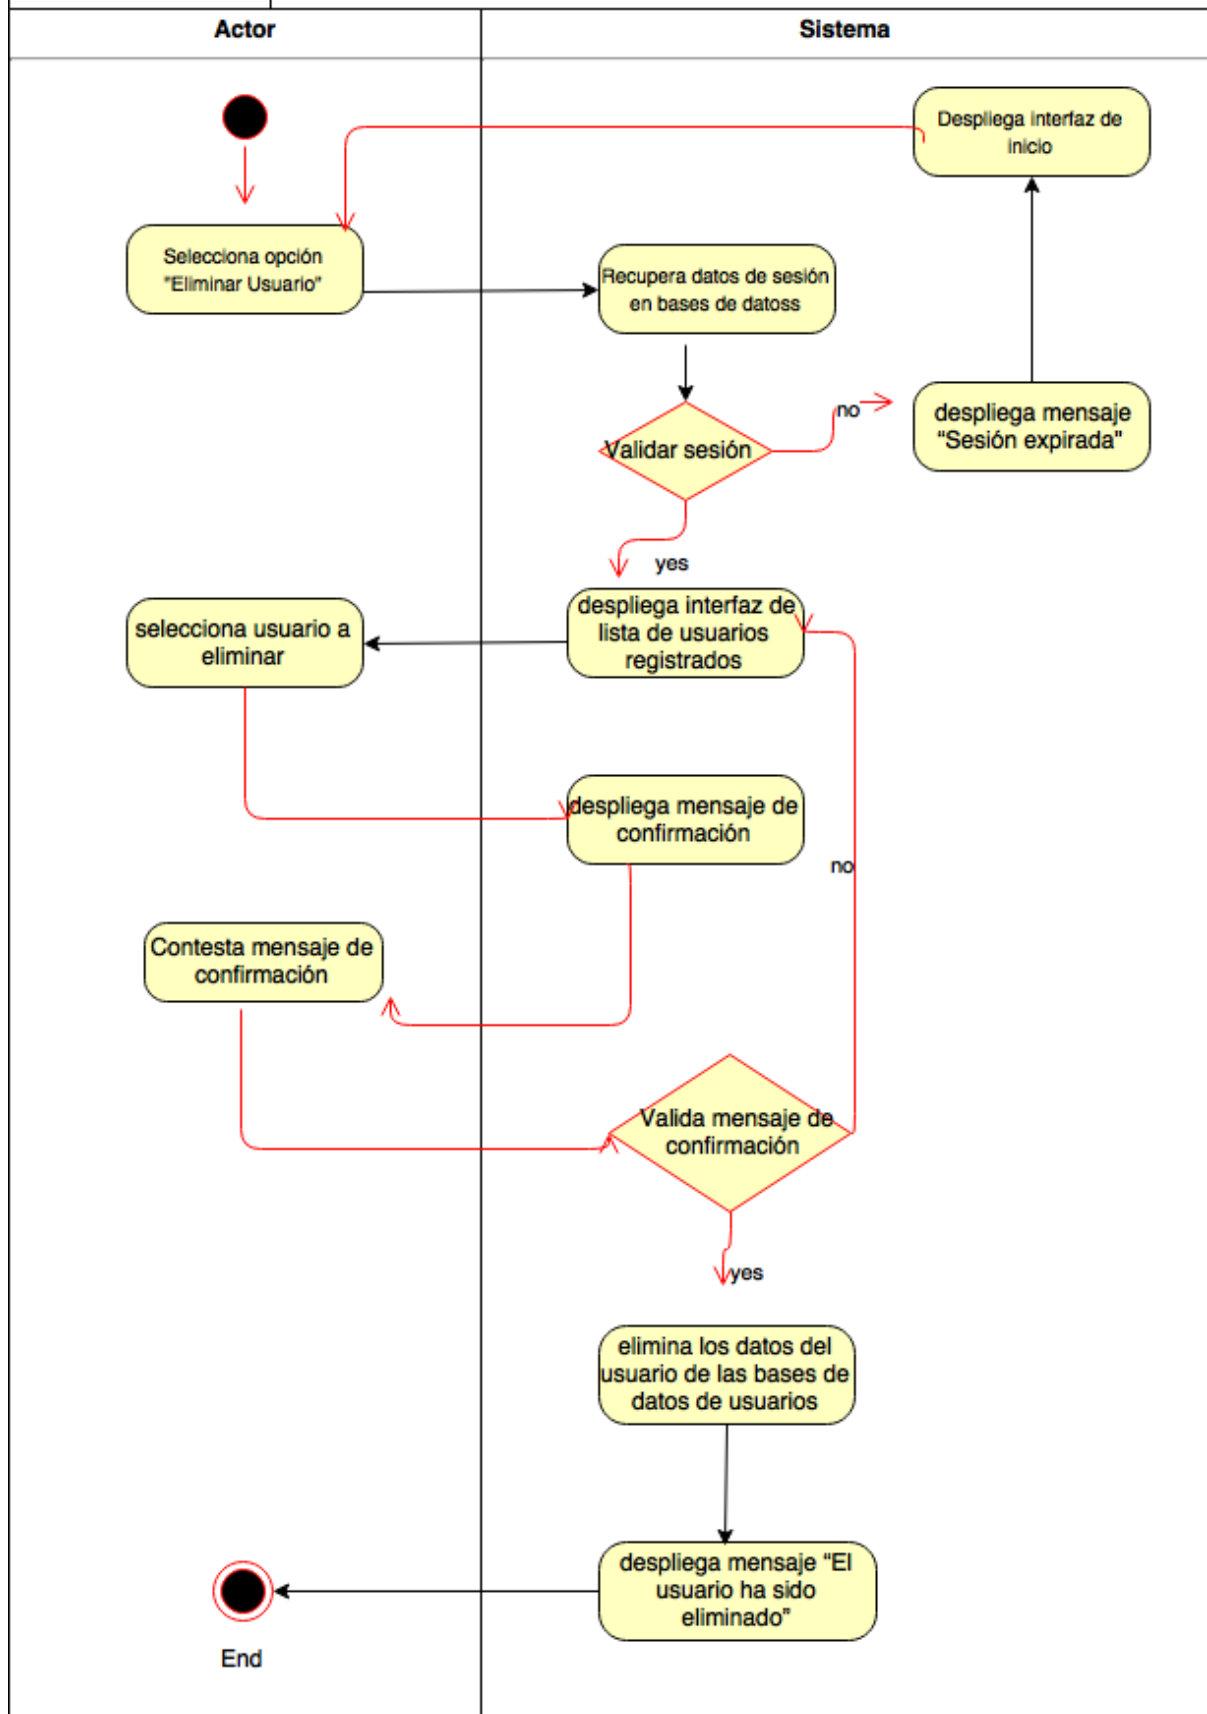 Actor
Sistema
Despliega interfaz de
inicio
Selecciona opción
"Eliminar Usuario"
Recupera datos de sesión
en bases de datoss
no
despliega mensaje
“Sesión expirada"
Validar sesión
yes
despliega interfaz de
lista de usuarios
registrados
selecciona usuario a
eliminar
despliega mensaje de
confirmación
no
Contesta mensaje de
confirmación
Valida mensaje de
confirmación
yes
elimina los datos del
usuario de las bases de
datos de usuarios
despliega mensaje “El
usuario ha sido
eliminado”
End